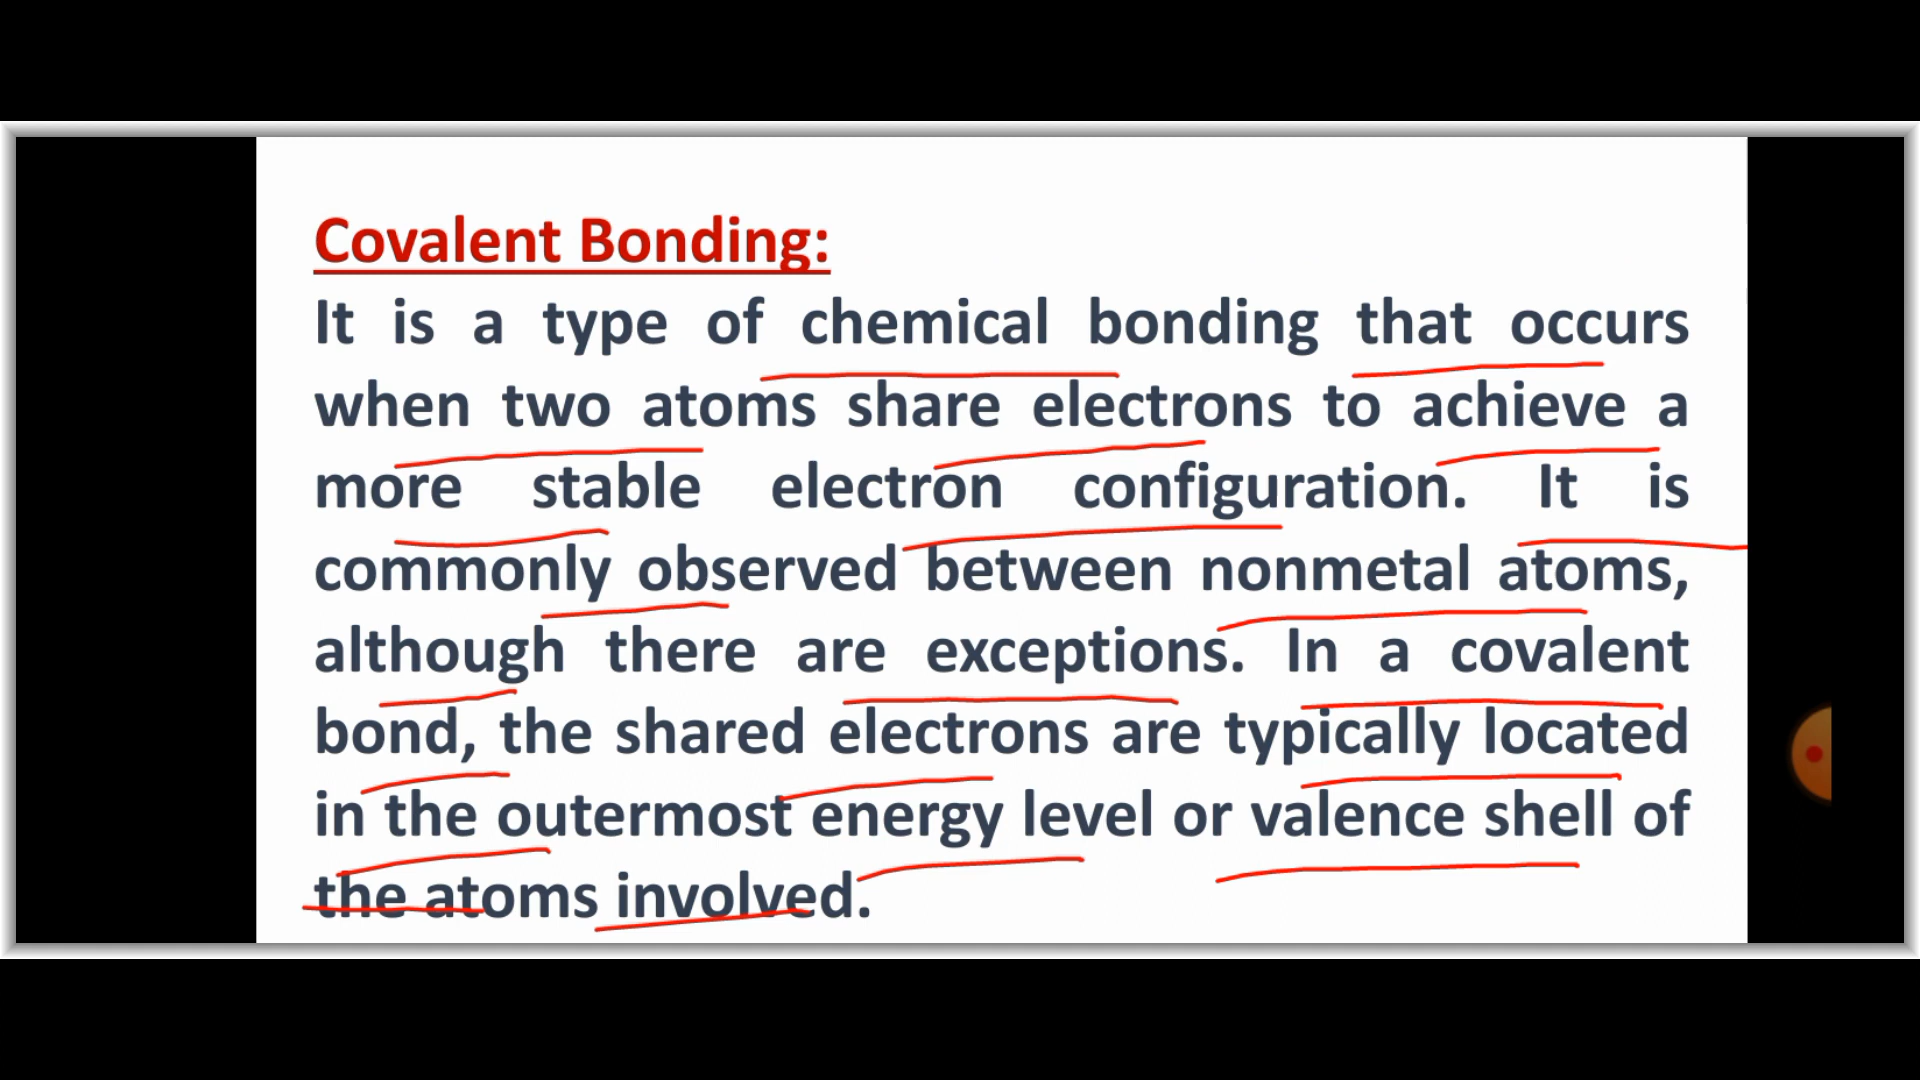 Covalent Bonding:
It is a type of chemical bonding that occurs
when two atoms share electrons to achieve a
more stable electron configuration. It is
commonly observed between nonmetal atoms,
although there are exceptions. In a covalent
bond, the shared electrons are typically located
in the outermost energy level or valence shell of
the atoms involved.